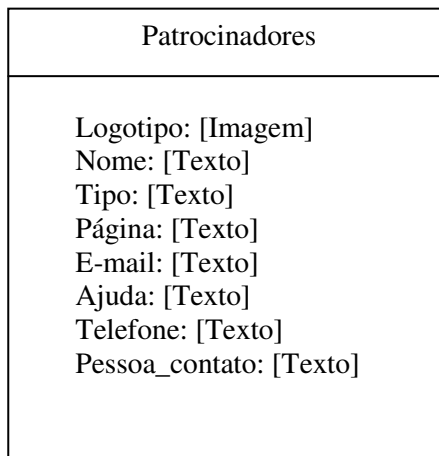 Patrocinadores
Logotipo: [Imagem]
Nome: [Texto]
Tipo: [Texto]
Página: [Texto]
E-mail: [Texto]
Ajuda: [Texto]
Telefone: [Texto]
Pessoa_contato: [Texto]